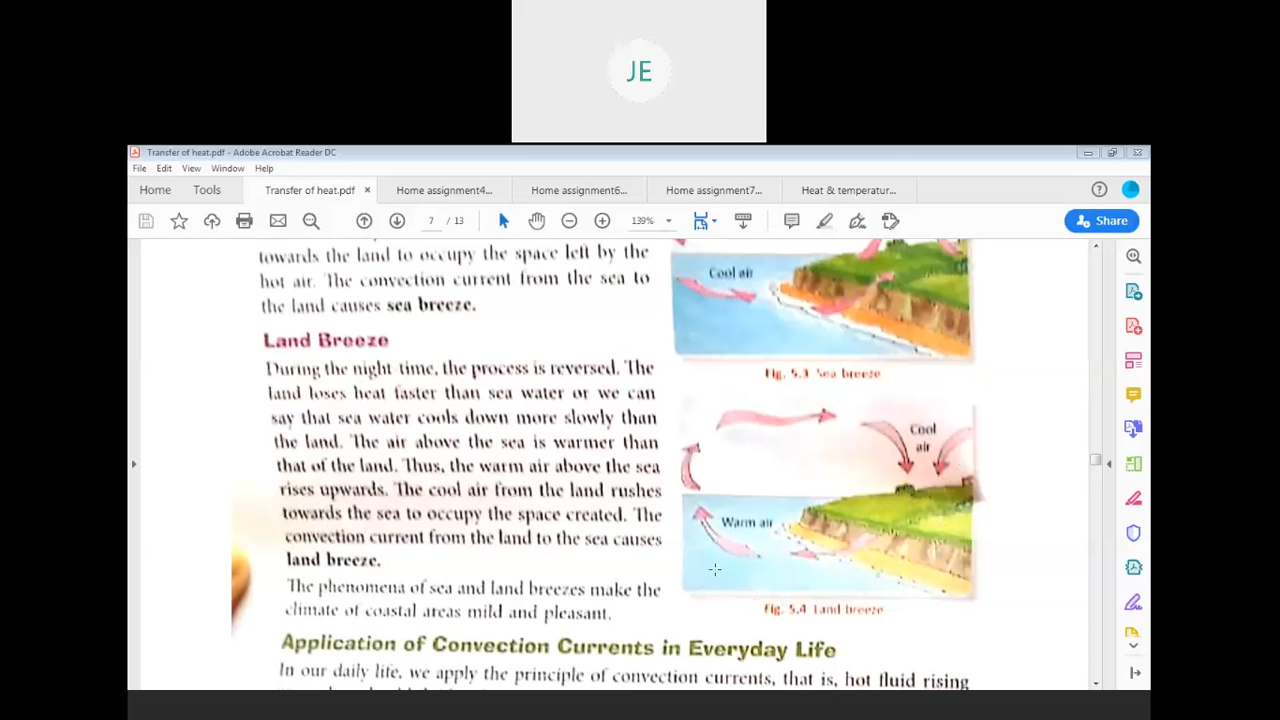 JE
Transfer of heat.pdf - Adobe Acrobat Reader DC
File Edit View Window Help
Home Tools Transfer of heat.pdf × Home assignment4... Home assignment6... Home assignment7... Heat & temperatur...
7 / 13 139% Share
towards the land to occupy the space left by the
hot air. The convection current from the sea to
the land causes sea breeze.
Cool air
Fig. 5.3 Sea breeze
Land Breeze
During the night-time, the process is reversed. The
land loses heat faster than sea water or we can
say that sea water cools down more slowly than
the land. The air above the sea is warmer than
that of the land. Thus, the warm air above the sea
rises upwards. The cool air from the land rushes
towards the sea to occupy the space created. The
convection current from the land to the sea causes
land breeze.
The phenomena of sea and land breezes make the
climate of coastal areas mild and pleasant.
Cool
air
Warm air
Fig. 5.4 Land breeze
Application of Convection Currents in Everyday Life
In our daily life, we apply the principle of convection currents, that is, hot fluid rising